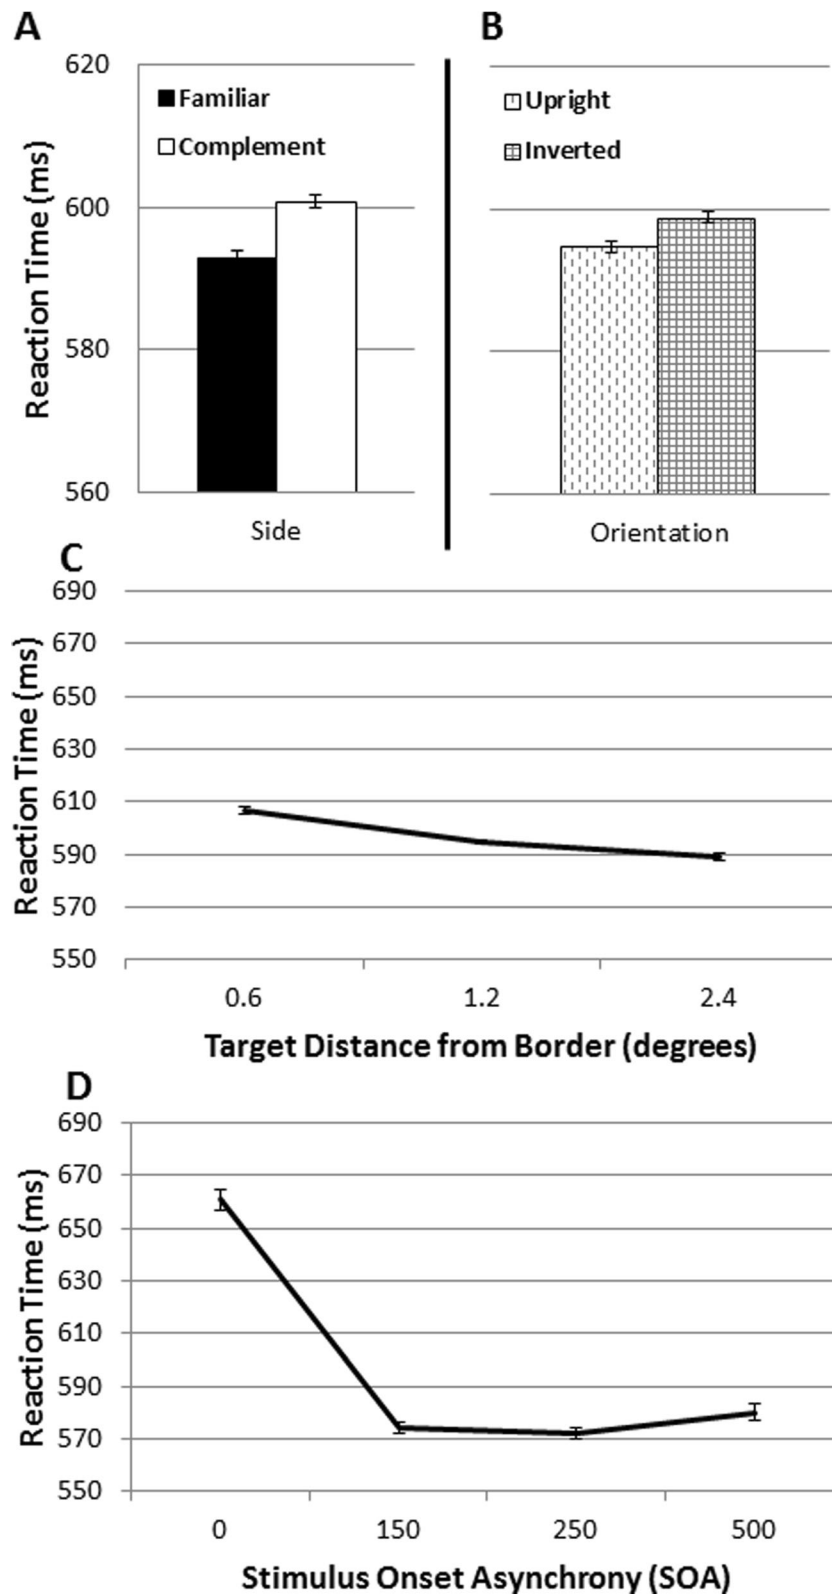 A
B
620
600
580
560
Reaction Time (ms)
Familiar
Complement
Side
Upright
Inverted
Orientation
C
690
670
650
630
610
590
570
550
Reaction Time (ms)
0.6 1.2 2.4
Target Distance from Border (degrees)
D
690
670
650
630
610
590
570
550
Reaction Time (ms)
0 150 250 500
Stimulus Onset Asynchrony (SOA)